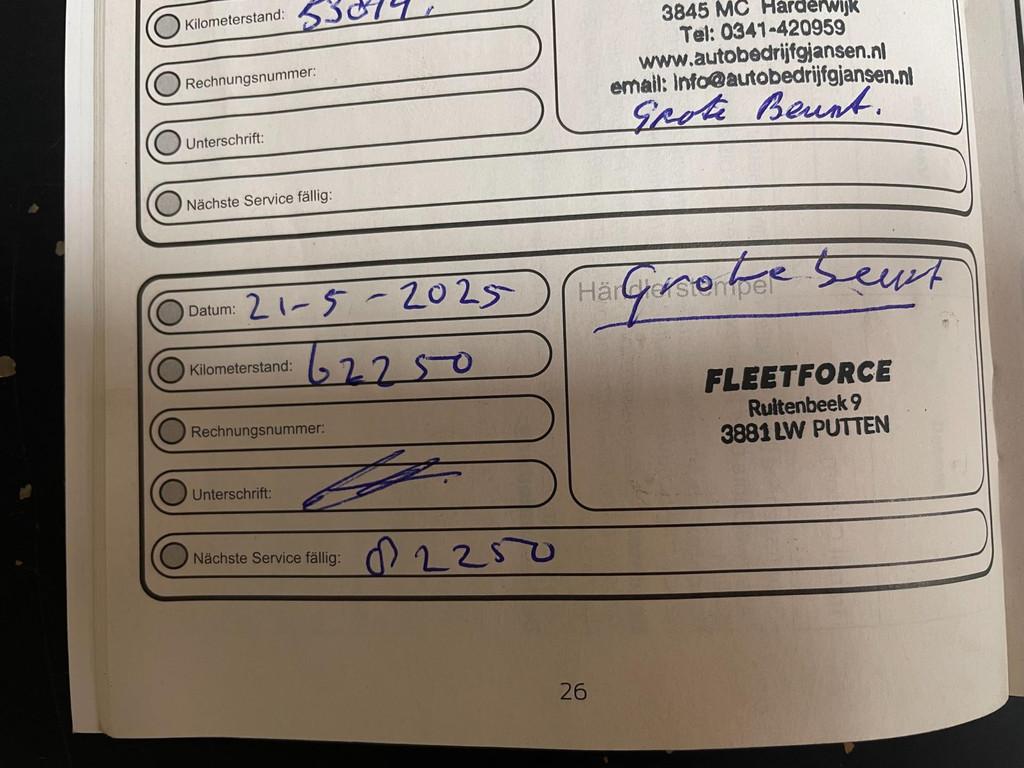 Kilometerstand:
3845 MC Harderwijk
Tel: 0341-420959
www.autobedrijfgjansen.nl
email: Info@autobedrijfgjansen.nl
Grote Beurt.
Rechnungsnummer:
Unterschrift:
Nächste Service fällig:
Datum: 21-5-2025
Kilometerstand: 62250
Rechnungsnummer:
Unterschrift:
Nächste Service fällig: 82250
Händlerstempel
Grote beurt
FLEETFORCE
Ruitenbeek 9
3881 LW PUTTEN
26